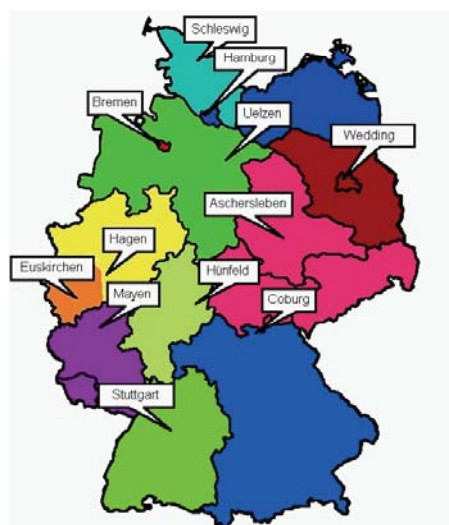 Schleswig
Hamburg
Bremen
Uelzen
Wedding
Aschersleben
Hagen
Euskirchen
Hünfeld
Mayen
Coburg
Stuttgart